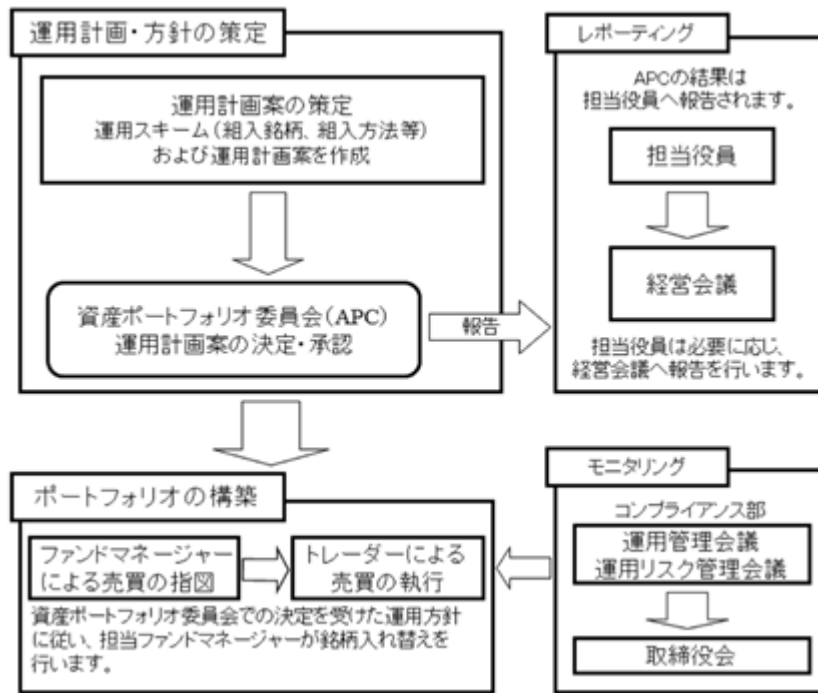 運用計画・方針の策定
運用計画案の策定
運用スキーム(組入銘柄、組入方法等)
および運用計画案を作成
資産ポートフォリオ委員会(APC)
運用計画案の決定・承認
報告
レポーティング
APCの結果は
担当役員へ報告されます。
担当役員
経営会議
担当役員は必要に応じ、
経営会議へ報告を行います。
ポートフォリオの構築
ファンドマネージャー
による売買の指図
トレーダーによる
売買の執行
資産ポートフォリオ委員会での決定を受けた運用方針
に従い、担当ファンドマネージャーが銘柄入れ替えを
行います。
モニタリング
コンプライアンス部
運用管理会議
運用リスク管理会議
取締役会